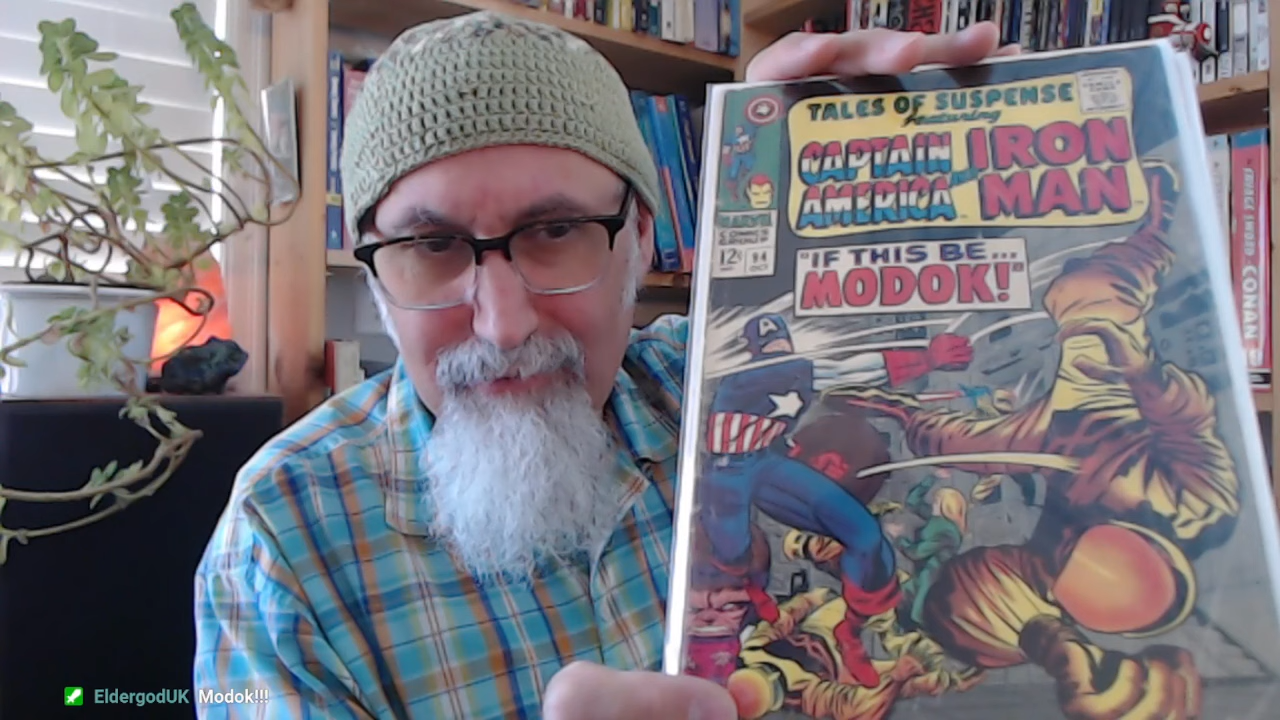 TALES OF SUSPENSE
Featuring
CAPTAIN AMERICA
AND
IRON MAN
MARVEL
COMICS
GROUP
12¢
94
OCT
"IF THIS BE...
MODOK!"
A
CONAN
EldergodUK Modok!!!